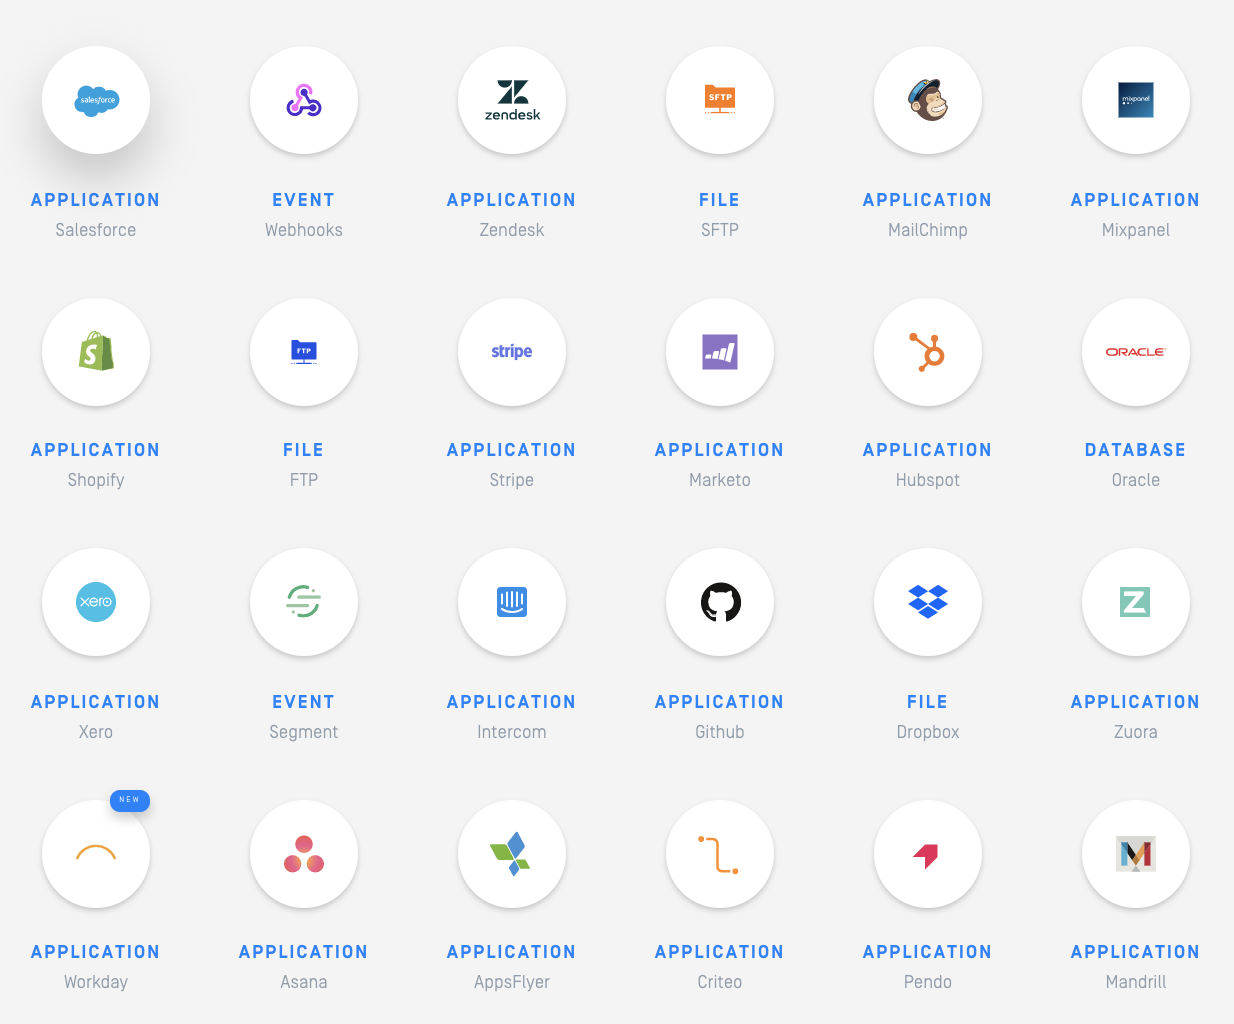 salesforce
zendesk
SFTP
mixpanel
APPLICATION
Salesforce
EVENT
Webhooks
APPLICATION
Zendesk
FILE
SFTP
APPLICATION
MailChimp
APPLICATION
Mixpanel
S
FTP
stripe
ORACLE
APPLICATION
Shopify
FILE
FTP
APPLICATION
Stripe
APPLICATION
Marketo
APPLICATION
Hubspot
DATABASE
Oracle
xero
Z
APPLICATION
Xero
EVENT
Segment
APPLICATION
Intercom
APPLICATION
Github
FILE
Dropbox
APPLICATION
Zuora
NEW
M
APPLICATION
Workday
APPLICATION
Asana
APPLICATION
AppsFlyer
APPLICATION
Criteo
APPLICATION
Pendo
APPLICATION
Mandrill